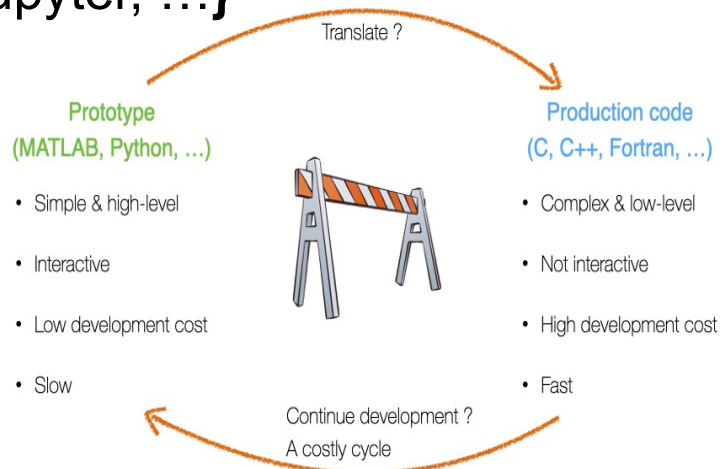 upyter, ...}
Translate ?
Prototype
(MATLAB, Python, ...)
• Simple & high-level
• Interactive
• Low development cost
• Slow
Production code
(C, C++, Fortran, ...)
• Complex & low-level
• Not interactive
• High development cost
• Fast
Continue development ?
A costly cycle